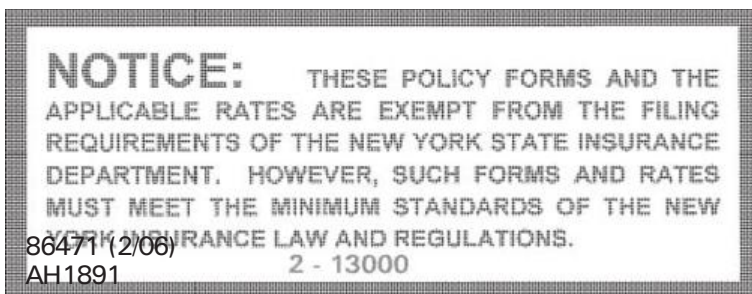 NOTICE: THESE POLICY FORMS AND THE
APPLICABLE RATES ARE EXEMPT FROM THE FILING
REQUIREMENTS OF THE NEW YORK STATE INSURANCE
DEPARTMENT. HOWEVER, SUCH FORMS AND RATES
MUST MEET THE MINIMUM STANDARDS OF THE NEW
YORK INSURANCE LAW AND REGULATIONS.
86471 (2/06)
2 - 13000
AH1891